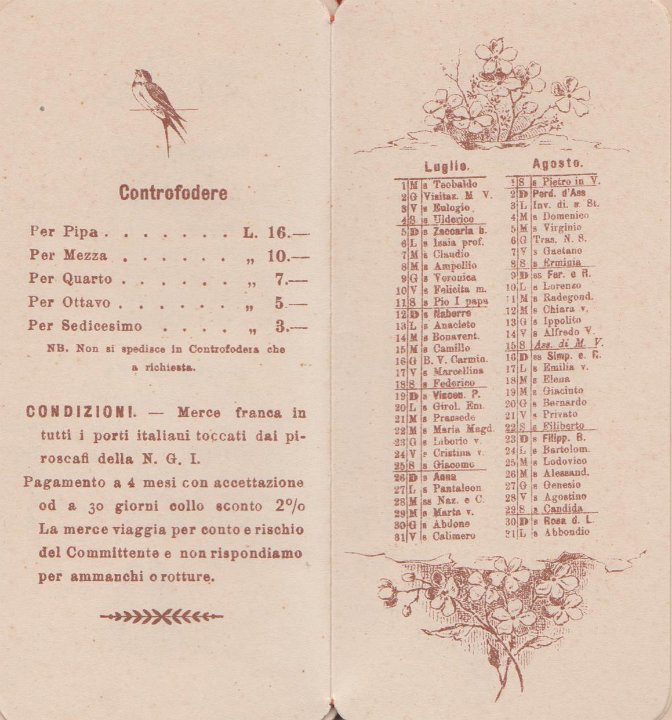 Controfodere
Per Pipa . . . . . . . L. 16.—
Per Mezza . . . . . . „ 10.—
Per Quarto . . . . . . „ 7.—
Per Ottavo . . . . . . „ 5.—
Per Sedicesimo . . . . „ 3.—
NB. Non si spedisce in Controfodera che
a richiesta.
CONDIZIONI. — Merce franca in
tutti i porti italiani toccati dai pi-
roscafi della N. G. I.
Pagamento a 4 mesi con accettazione
od a 30 giorni collo sconto 2%
La merce viaggia per conto e rischio
del Committente e non rispondiamo
per ammanchi o rotture.
Luglio.
1 M s Teobaldo
2 G Visitaz. M V.
3 V s Eulogio
4 S s Ulderico
5 D s Zaccaria b.
6 L s Isaia prof.
7 M s Claudio
8 M s Ampellio
9 G s Veronica
10 V s Felicita m.
11 S s Pio I papa
12 D s Naborre
13 L s Anacleto
14 M s Bonavent.
15 M s Camillo
16 G B. V. Carmin.
17 V s Marcellina
18 S s Federico
19 D s Vincen. P.
20 L s Girol. Em.
21 M s Prassede
22 M s Maria Magd.
23 G s Liborio v.
24 V s Cristina v.
25 S s Giacomo
26 D s Anna
27 L s Pantaleon
28 M ss Naz. e C.
29 M s Marta v.
30 G s Abdone
31 V s Calimero
Agosto.
1 S s Pietro in V.
2 D Perd. d'Ass
3 L Inv. di s. St.
4 M s Domenico
5 M s Virginio
6 G Tras. N. S.
7 V s Gaetano
8 S s Erminia
9 D ss Fer. e R.
10 L s Lorenzo
11 M s Radegond.
12 M s Chiara v.
13 G s Ippolito
14 V s Alfredo V.
15 S Ass. di M. V.
16 D ss Simp. e F.
17 L s Emilia v.
18 M s Elena
19 M s Giacinto
20 G s Bernardo
21 V s Privato
22 S s Filiberto
23 D s Filipp. B.
24 L s Bartolom.
25 M s Lodovico
26 M s Alessand.
27 G s Genesio
28 V s Agostino
29 S s Candida
30 D s Rosa d. L.
31 L s Abbondio